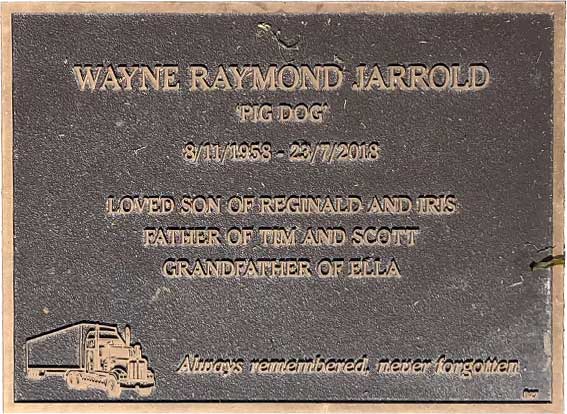 WAYNE RAYMOND JARROLD
'PIG DOG'
8/11/1958 - 23/7/2018
LOVED SON OF REGINALD AND IRIS
FATHER OF TIM AND SCOTT
GRANDFATHER OF ELLA
Always remembered, never forgotten